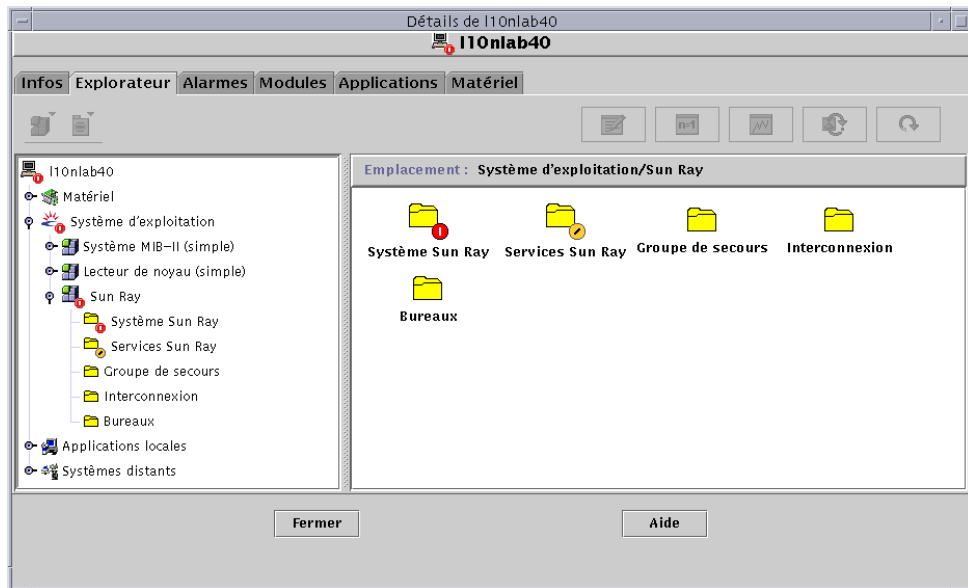 Détails de l10nlab40
l10nlab40
Infos Explorateur Alarmes Modules Applications Matériel
n=1
l10nlab40
Matériel
Système d'exploitation
Système MIB-II (simple)
Lecteur de noyau (simple)
Sun Ray
Système Sun Ray
Services Sun Ray
Groupe de secours
Interconnexion
Bureaux
Applications locales
Systèmes distants
Emplacement : Système d'exploitation/Sun Ray
Système Sun Ray Services Sun Ray Groupe de secours Interconnexion
Bureaux
Fermer Aide